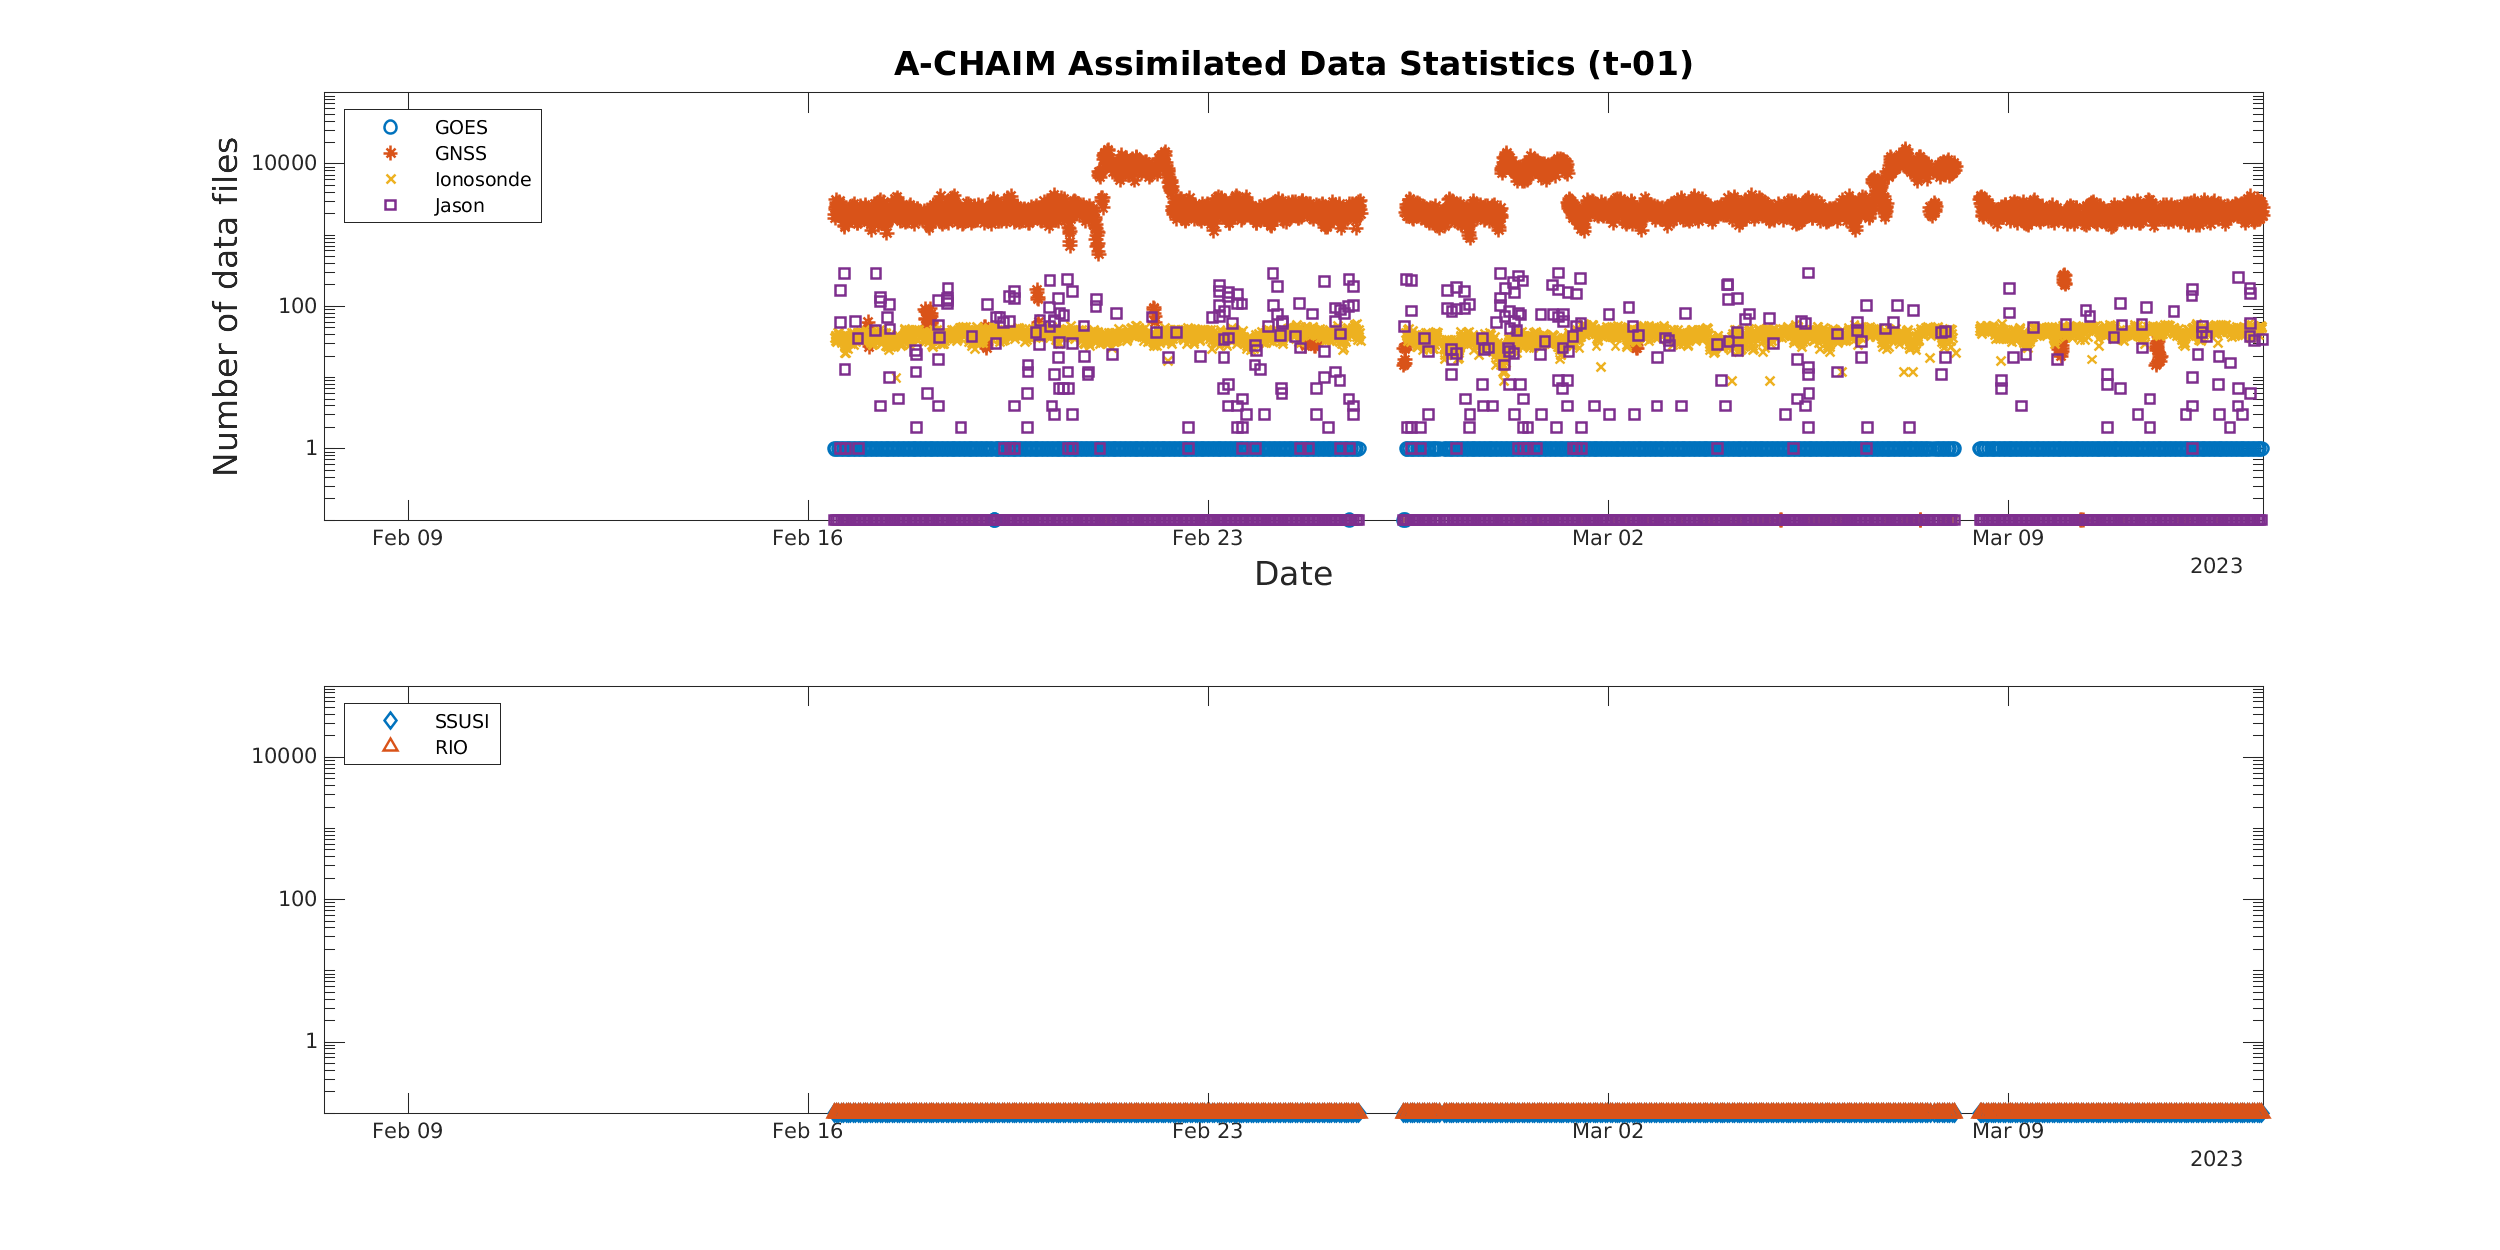 A-CHAIM Assimilated Data Statistics (t-01)
GOES
GNSS
Ionosonde
Jason
Number of data files
10000
100
1
Feb 09
Feb 16
Feb 23
Mar 02
Mar 09
Date
2023
SSUSI
RIO
10000
100
1
Feb 09
Feb 16
Feb 23
Mar 02
Mar 09
2023